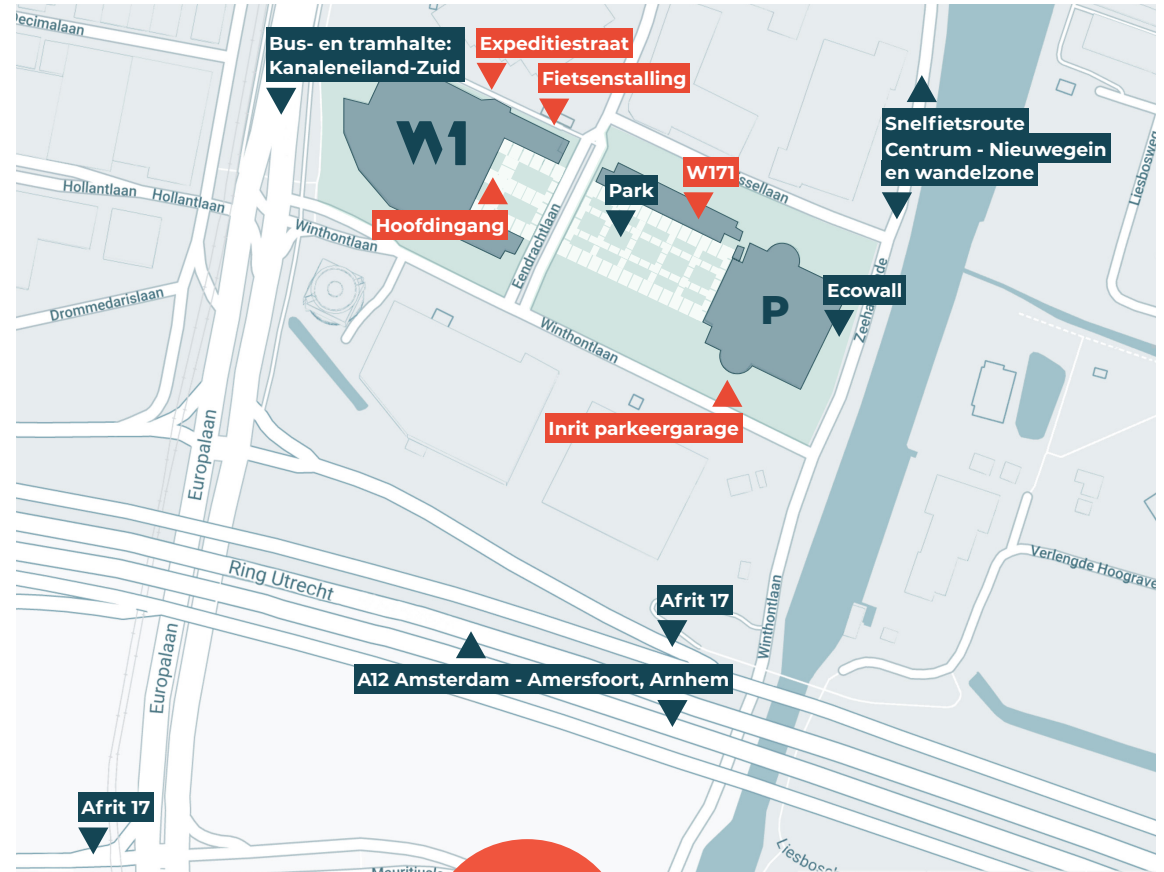 Decimalaan
Bus- en tramhalte:
Kanaleneiland-Zuid
Expeditiestraat
Fietsenstalling
Snelfietsroute
Centrum - Nieuwegein
en wandelzone
W1
Liesbosweg
W171
Park
Hollantlaan
Hollantlaan
Hoofdingang
Winthontlaan
Eendrachtlaan
Ecowall
Drommedarislaan
P
Winthontlaan
Inrit parkeergarage
Europalaan
Ring Utrecht
Verlengde Hoograve
Afrit 17
Winthontlaan
Europalaan
A12 Amsterdam - Amersfoort, Arnhem
Afrit 17